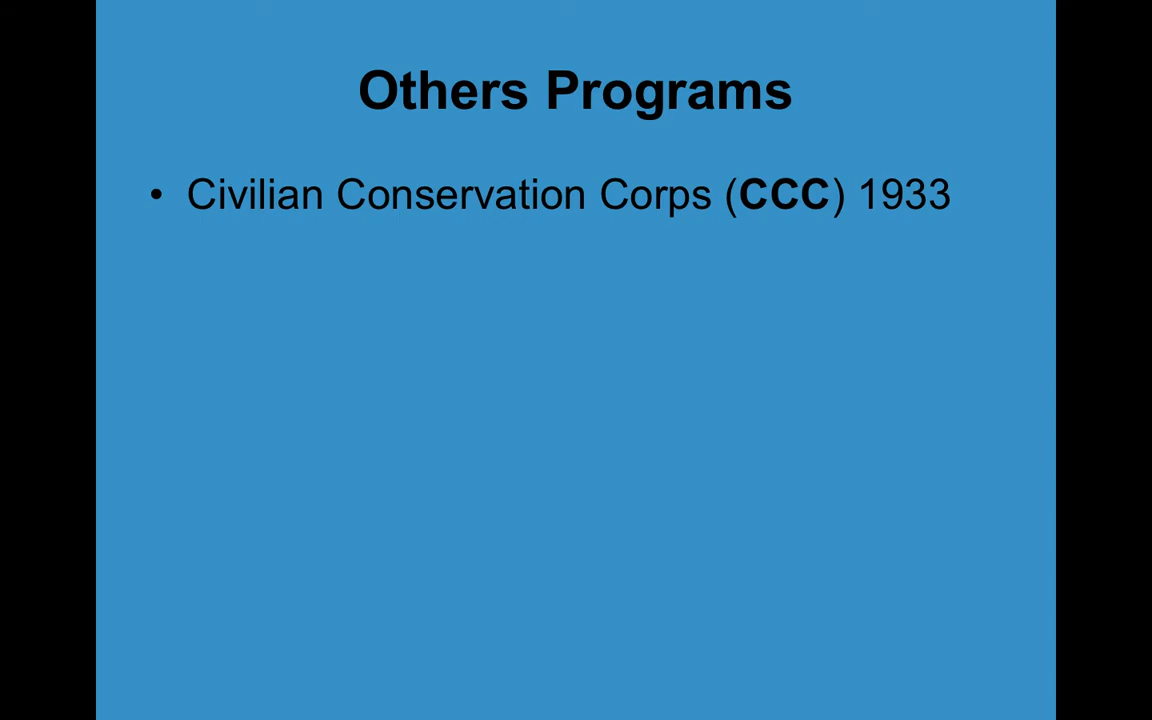 Others Programs
• Civilian Conservation Corps (CCC) 1933